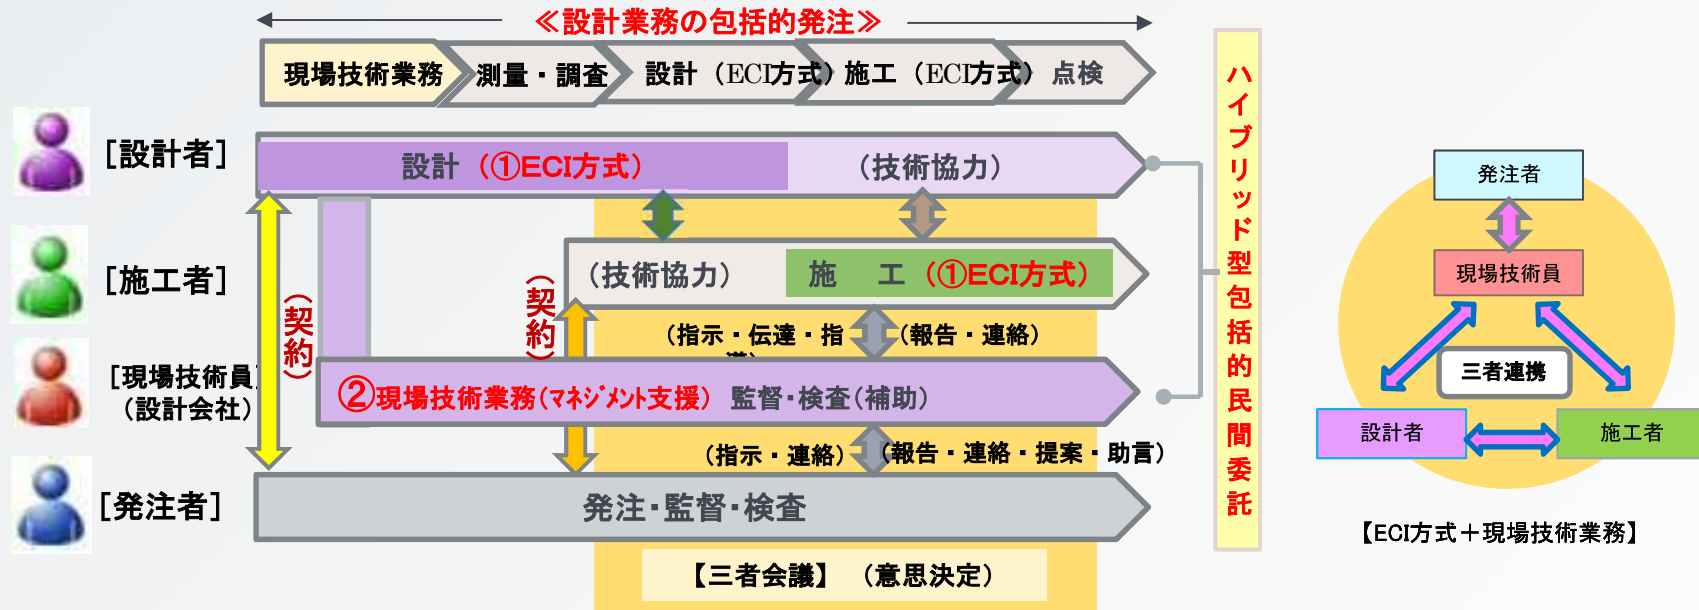 ≪設計業務の包括的発注≫
現場技術業務
測量・調査
設計（ECI方式）
施工（ECI方式）
点検
[設計者]
設計（①ECI方式）
（技術協力）
[施工者]
（技術協力）
施　工（①ECI方式）
（契約）
（契約）
（指示・伝達・指
（報告・連絡）
[現場技術員]
（設計会社）
②現場技術業務(マネジメント支援)　監督・検査(補助)
（指示・連絡）
（報告・連絡・提案・助言）
[発注者]
発注・監督・検査
【三者会議】　（意思決定）
ハイブリッド型包括的民間委託
発注者
現場技術員
三者連携
設計者
施工者
【ECI方式＋現場技術業務】